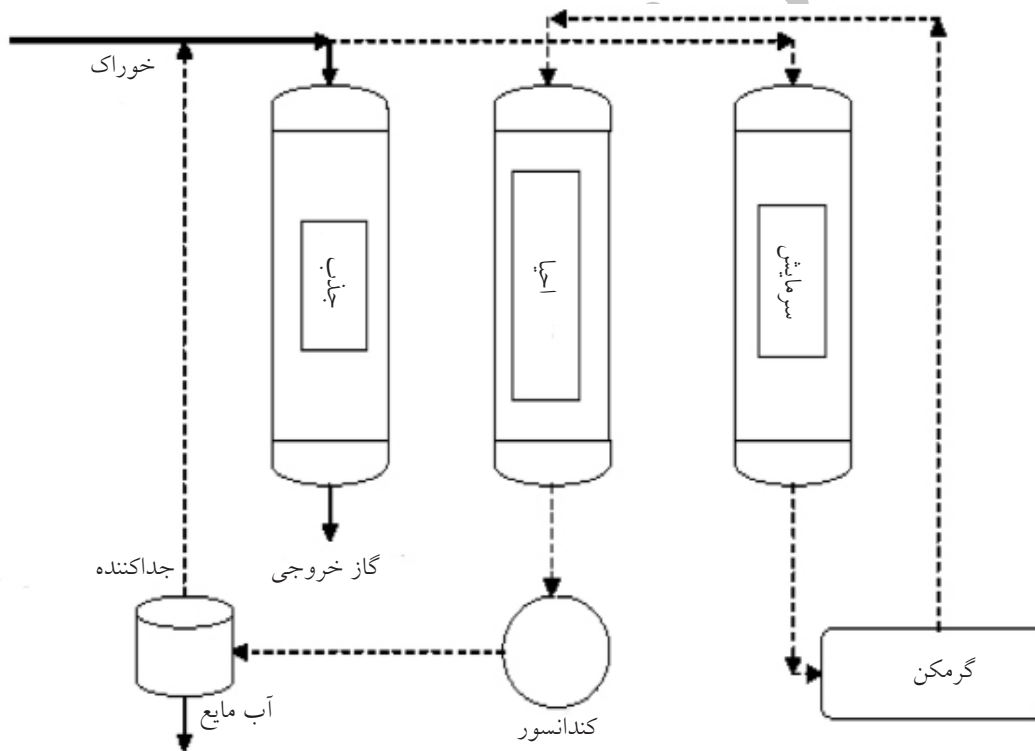 خوراک
جذب
احیا
سرمایش
جداکننده
گاز خروجی
آب مایع
کندانسور
گرمکن